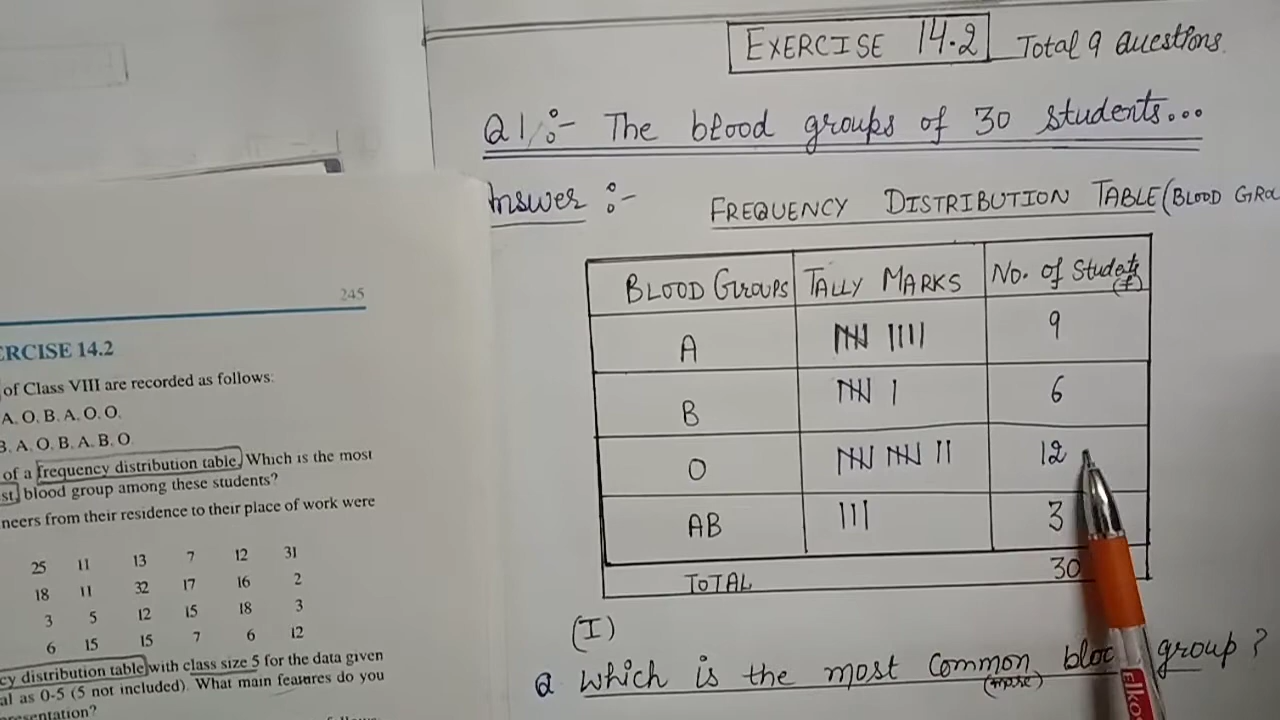 EXERCISE 14.2 Total 9 Questions.
Q1/:- The blood groups of 30 students...
nswer :- FREQUENCY DISTRIBUTION TABLE (BLOOD GROU
BLOOD GROUPS TALLY MARKS No. of Students (f)
A 9
B 6
O 12
AB 3
TOTAL 30
(I)
Q Which is the most common bloo group?
(more)
245
ERCISE 14.2
of Class VIII are recorded as follows:
A, O, B, A, O, O,
B, A, O, B, A, B, O
of a frequency distribution table. Which is the most
st, blood group among these students?
neers from their residence to their place of work were
25 11 13 7 12 31
18 11 32 17 16 2
3 5 12 15 18 3
6 15 15 7 6 12
cy distribution table with class size 5 for the data given
al as 0-5 (5 not included). What main features do you
presentation?
Elko